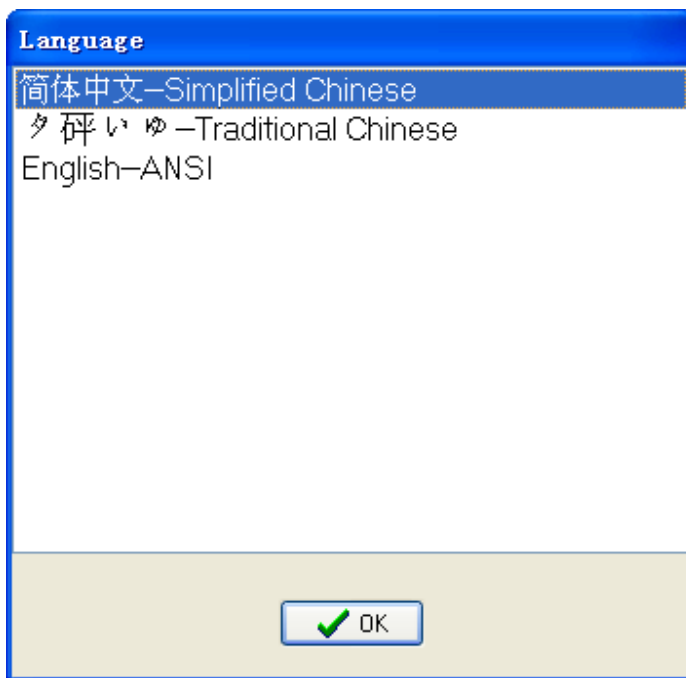 Language
简体中文—Simplified Chinese
タ砰いゅ—Traditional Chinese
English—ANSI
OK